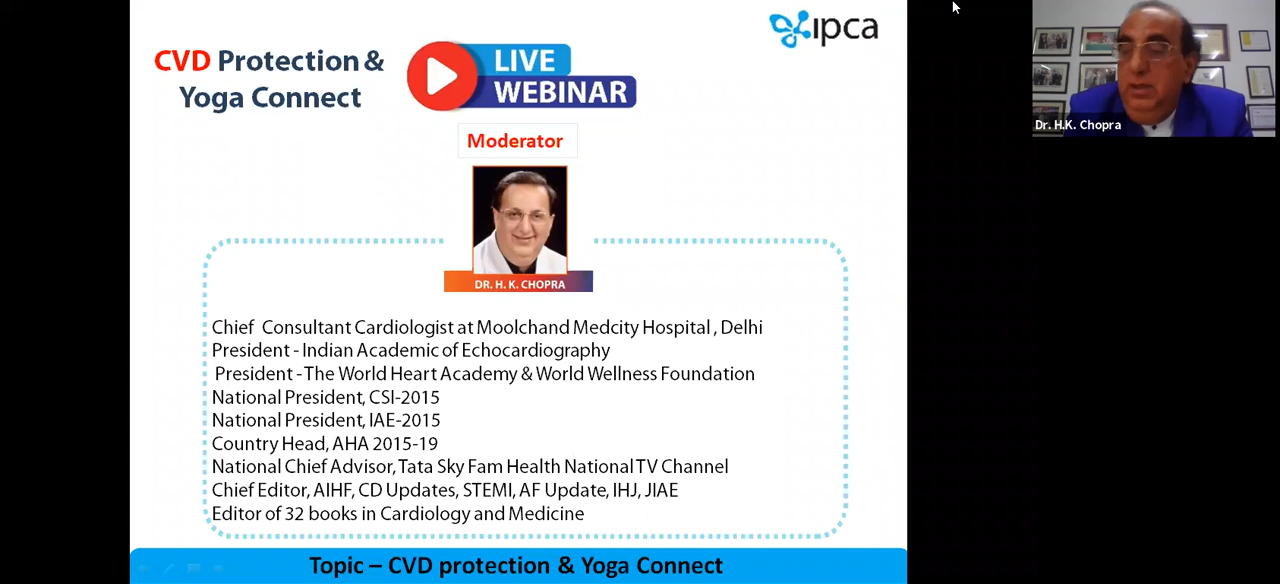 ipca
CVD Protection &
Yoga Connect
LIVE
WEBINAR
Moderator
DR. H. K. CHOPRA
Chief Consultant Cardiologist at Moolchand Medcity Hospital , Delhi
President - Indian Academic of Echocardiography
President -The World Heart Academy & World Wellness Foundation
National President, CSI-2015
National President, IAE-2015
Country Head, AHA 2015-19
National Chief Advisor, Tata Sky Fam Health National TV Channel
Chief Editor, AIHF, CD Updates, STEMI, AF Update, IHJ, JIAE
Editor of 32 books in Cardiology and Medicine
Topic – CVD protection & Yoga Connect
Dr. H.K. Chopra